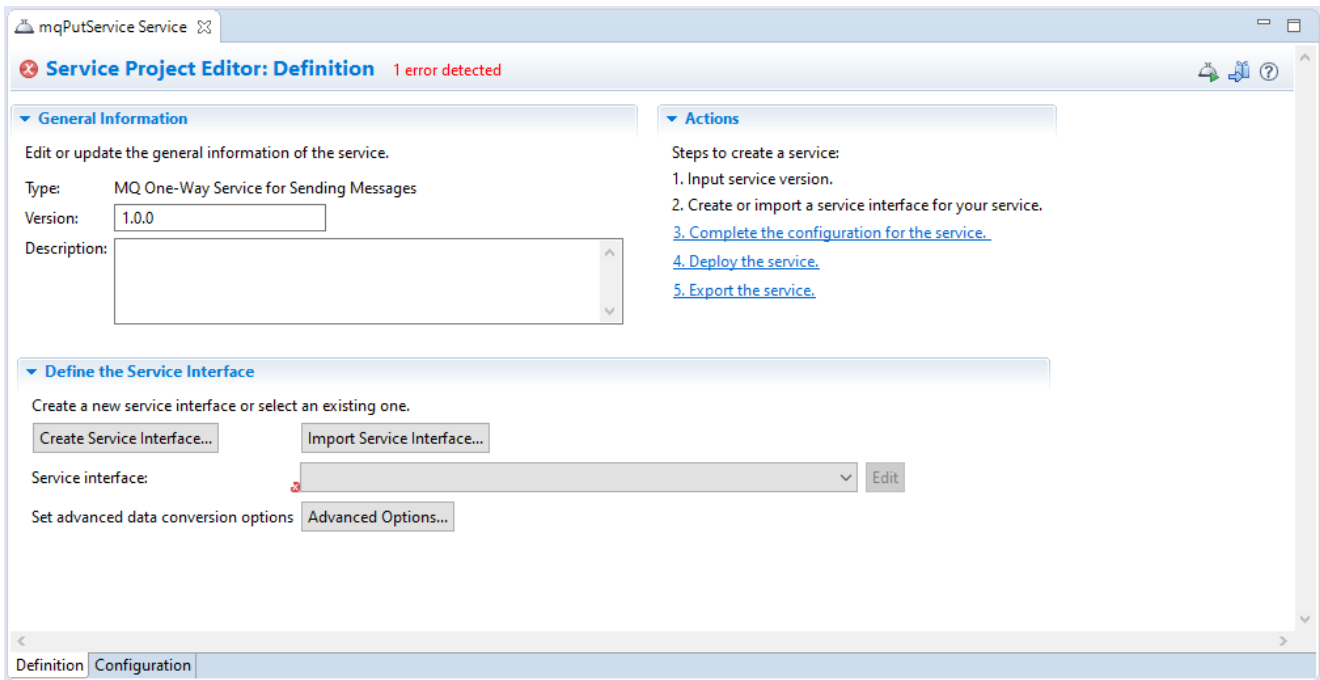 mqPutService Service
Service Project Editor: Definition 1 error detected
General Information
Edit or update the general information of the service.
Type: MQ One-Way Service for Sending Messages
Version: 1.0.0
Description:
Actions
Steps to create a service:
1. Input service version.
2. Create or import a service interface for your service.
3. Complete the configuration for the service.
4. Deploy the service.
5. Export the service.
Define the Service Interface
Create a new service interface or select an existing one.
Create Service Interface... Import Service Interface...
Service interface: Edit
Set advanced data conversion options Advanced Options...
Definition Configuration